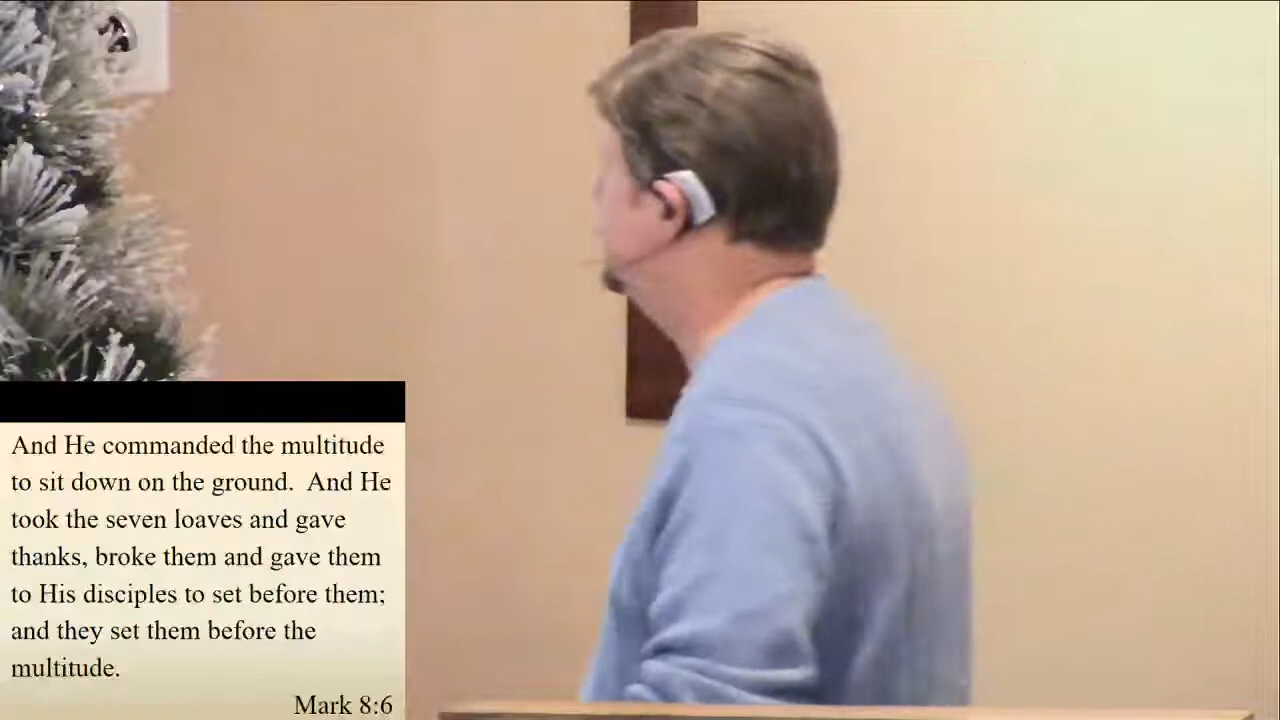 And He commanded the multitude
to sit down on the ground.  And He
took the seven loaves and gave
thanks, broke them and gave them
to His disciples to set before them;
and they set them before the
multitude.
Mark 8:6